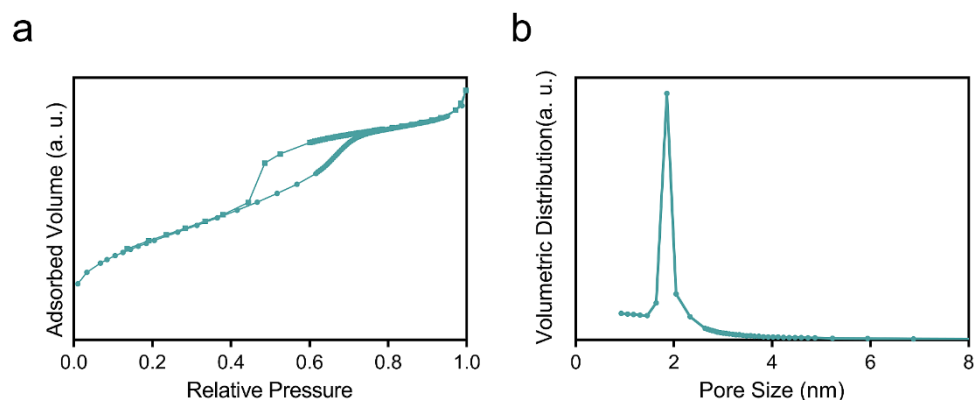 a
Adsorbed Volume (a. u.)
0.0 0.2 0.4 0.6 0.8 1.0
Relative Pressure
b
Volumetric Distribution(a. u.)
0 2 4 6 8
Pore Size (nm)